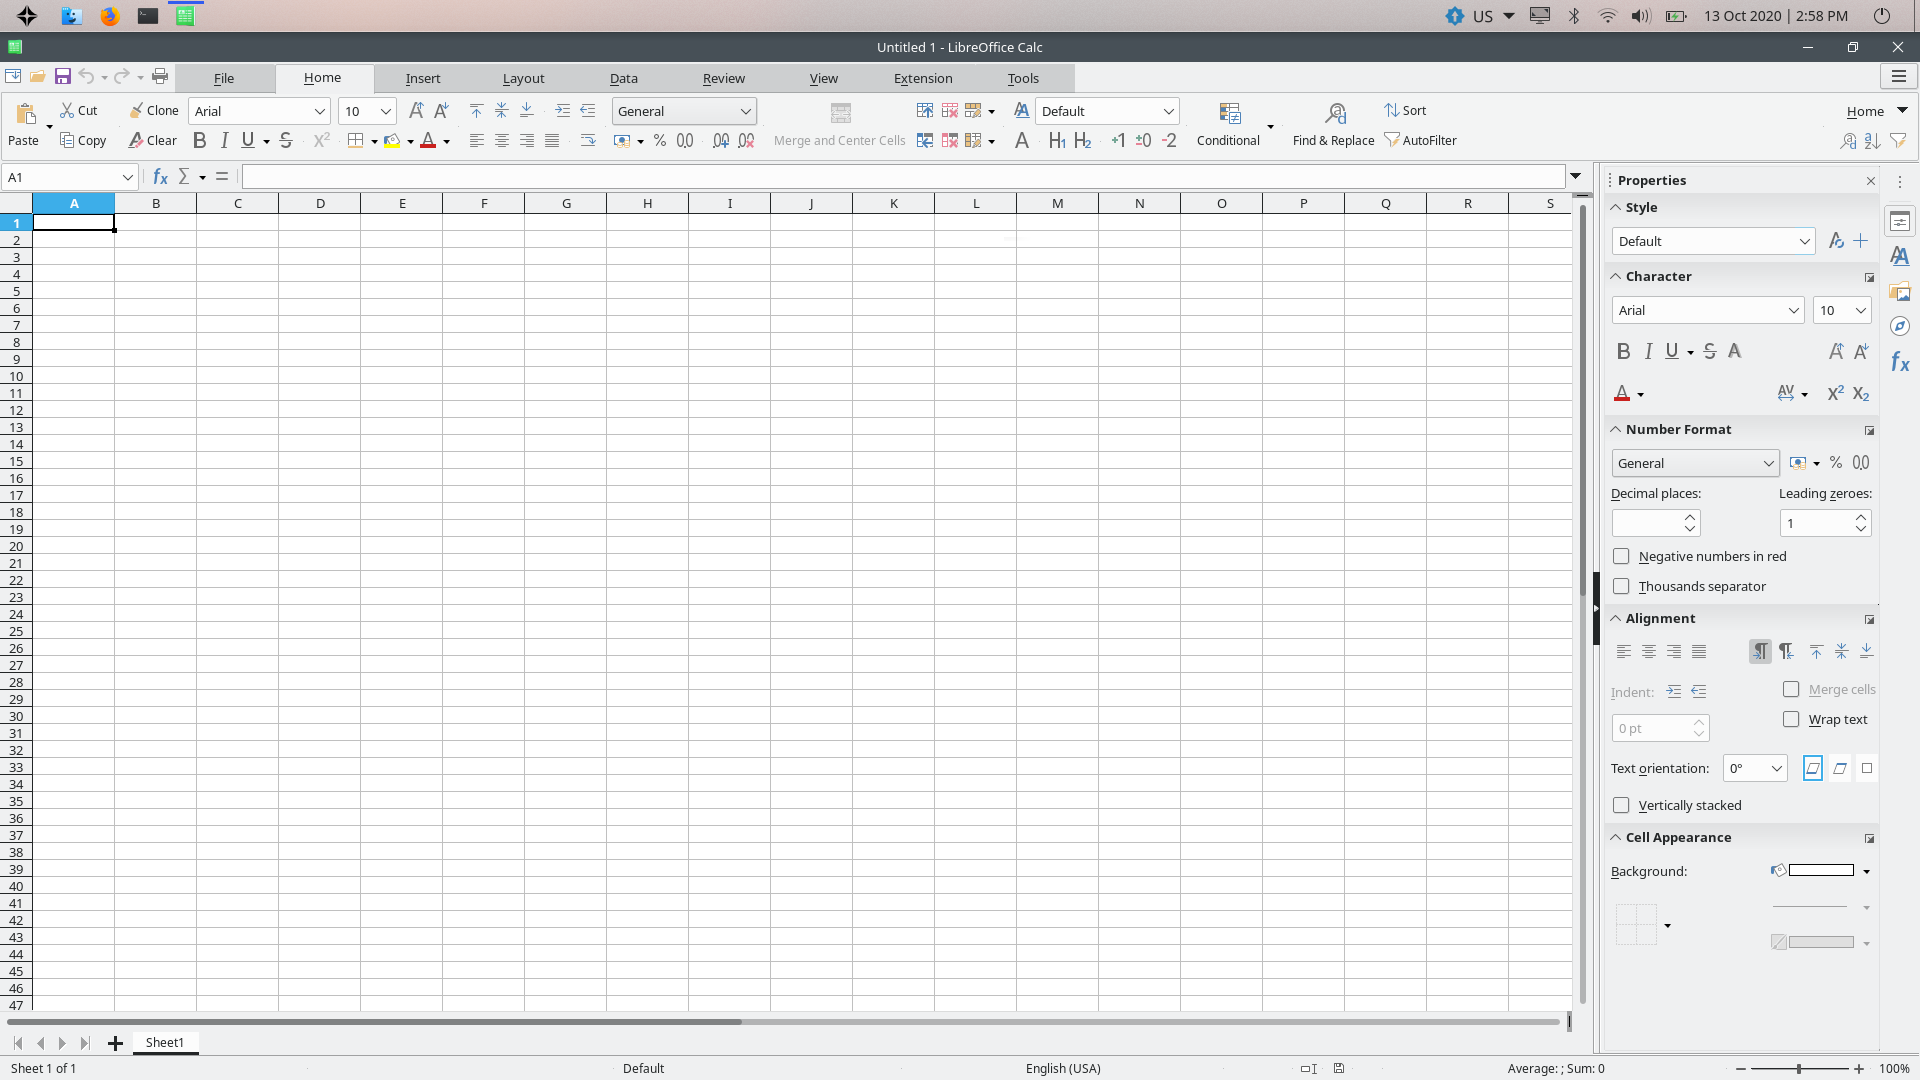 US 13 Oct 2020 | 2:58 PM
Untitled 1 - LibreOffice Calc
File Home Insert Layout Data Review View Extension Tools
Cut Clone Arial 10 General Default Sort Home
Paste Copy Clear Merge and Center Cells Conditional Find & Replace AutoFilter
A1
A B C D E F G H I J K L M N O P Q R S
1
2
3
4
5
6
7
8
9
10
11
12
13
14
15
16
17
18
19
20
21
22
23
24
25
26
27
28
29
30
31
32
33
34
35
36
37
38
39
40
41
42
43
44
45
46
47
Properties
Style
Default
Character
Arial 10
Number Format
General
Decimal places: Leading zeroes:
1
Negative numbers in red
Thousands separator
Alignment
Indent: Merge cells
0 pt Wrap text
Text orientation: 0°
Vertically stacked
Cell Appearance
Background:
Sheet1
Sheet 1 of 1 Default English (USA) Average: ; Sum: 0 100%